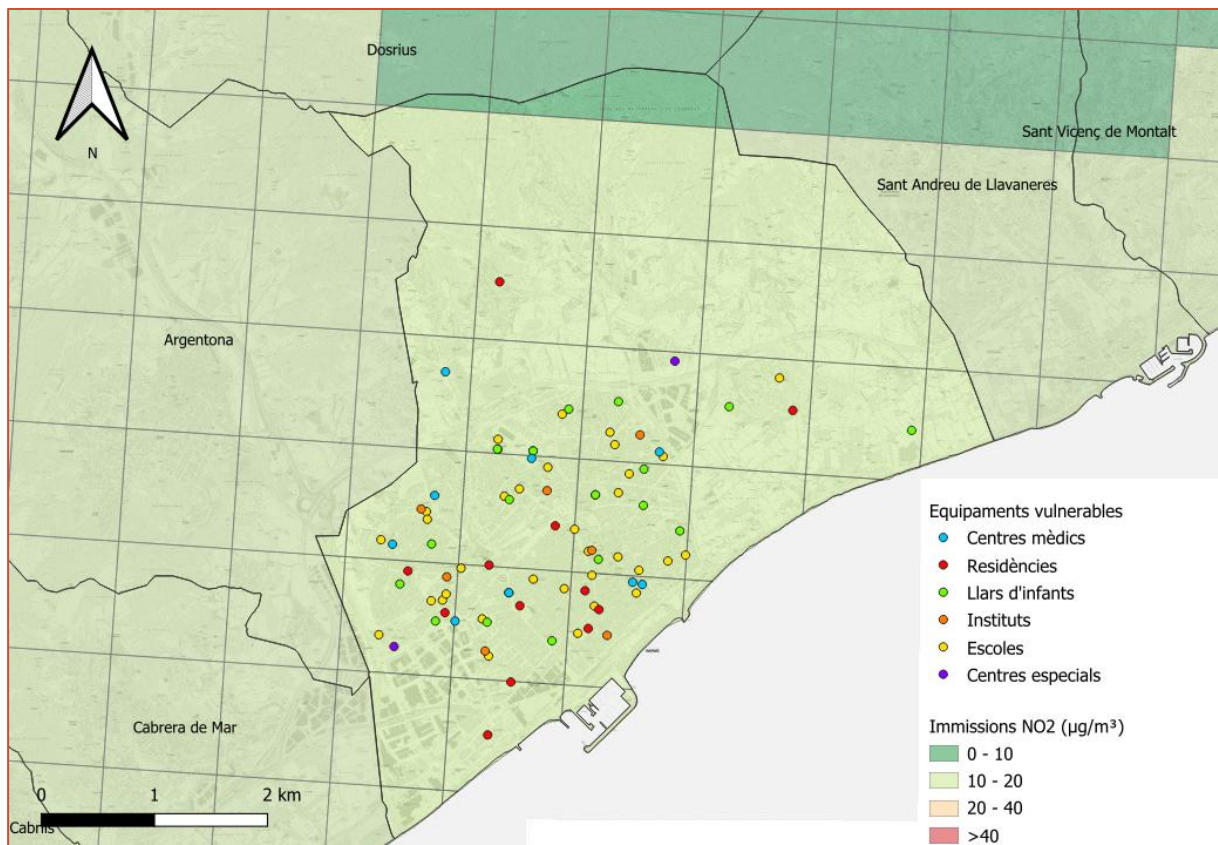 Dosrius
N
Sant Vicenç de Montalt
Sant Andreu de Llavaneres
Argentona
Cabrera de Mar
0 1 2 km
Cabrils
Equipaments vulnerables
Centres mèdics
Residències
Llars d'infants
Instituts
Escoles
Centres especials
Immissions NO2 (µg/m³)
0 - 10
10 - 20
20 - 40
>40